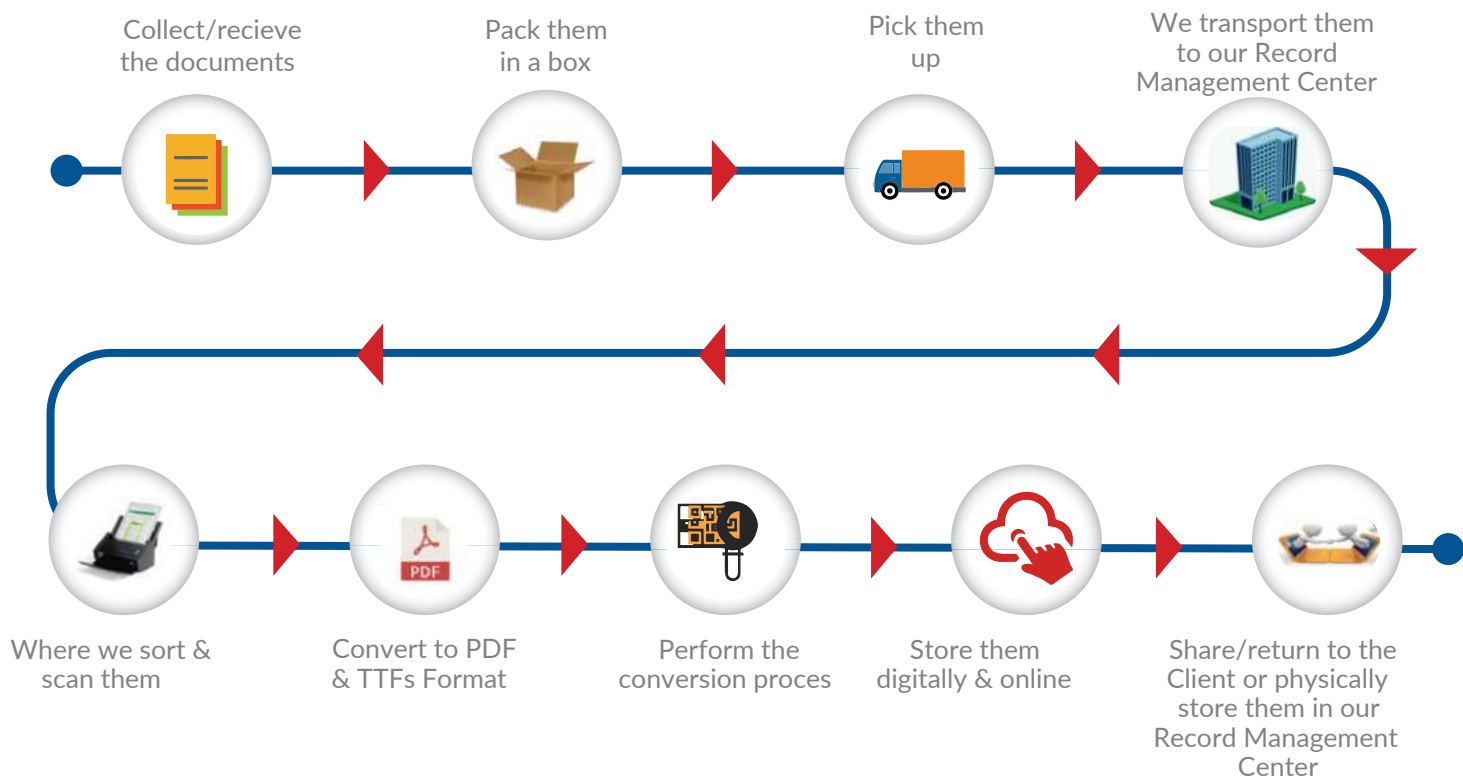 Collect/recieve
the documents
Pack them
in a box
Pick them
up
We transport them
to our Record
Management Center
Where we sort &
scan them
Convert to PDF
& TTFs Format
PDF
Perform the
conversion proces
Store them
digitally & online
Share/return to the
Client or physically
store them in our
Record Management
Center